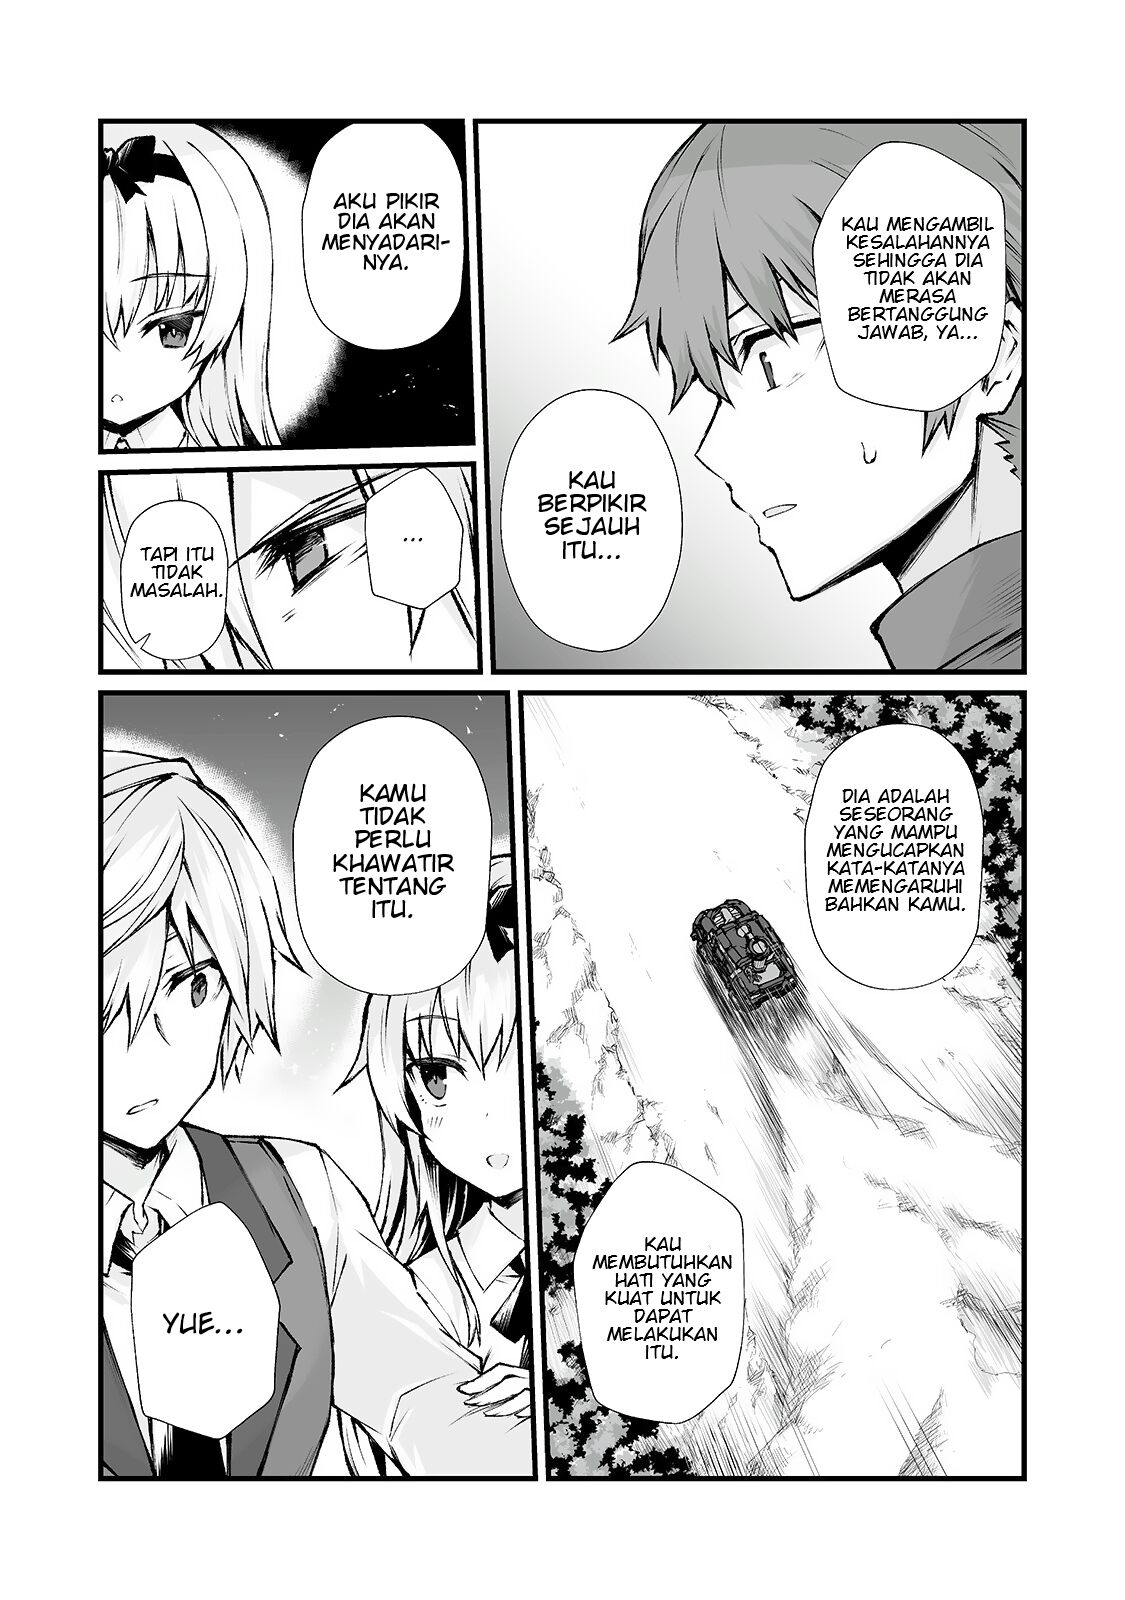 KAU MENGAMBIL
KESALAHANNYA
SEHINGGA DIA
TIDAK AKAN
MERASA
BERTANGGUNG
JAWAB, YA...
KAU
BERPIKIR
SEJAUH
ITU...
AKU PIKIR
DIA AKAN
MENYADARI-
NYA.
...
TAPI ITU
TIDAK
MASALAH.
DIA ADALAH
SESEORANG
YANG MAMPU
MENGUCAPKAN
KATA-KATANYA
MEMENGARUHI
BAHKAN KAMU.
KAU
MEMBUTUHKAN
HATI YANG
KUAT UNTUK
DAPAT
MELAKUKAN
ITU.
KAMU
TIDAK
PERLU
KHAWATIR
TENTANG
ITU.
YUE...